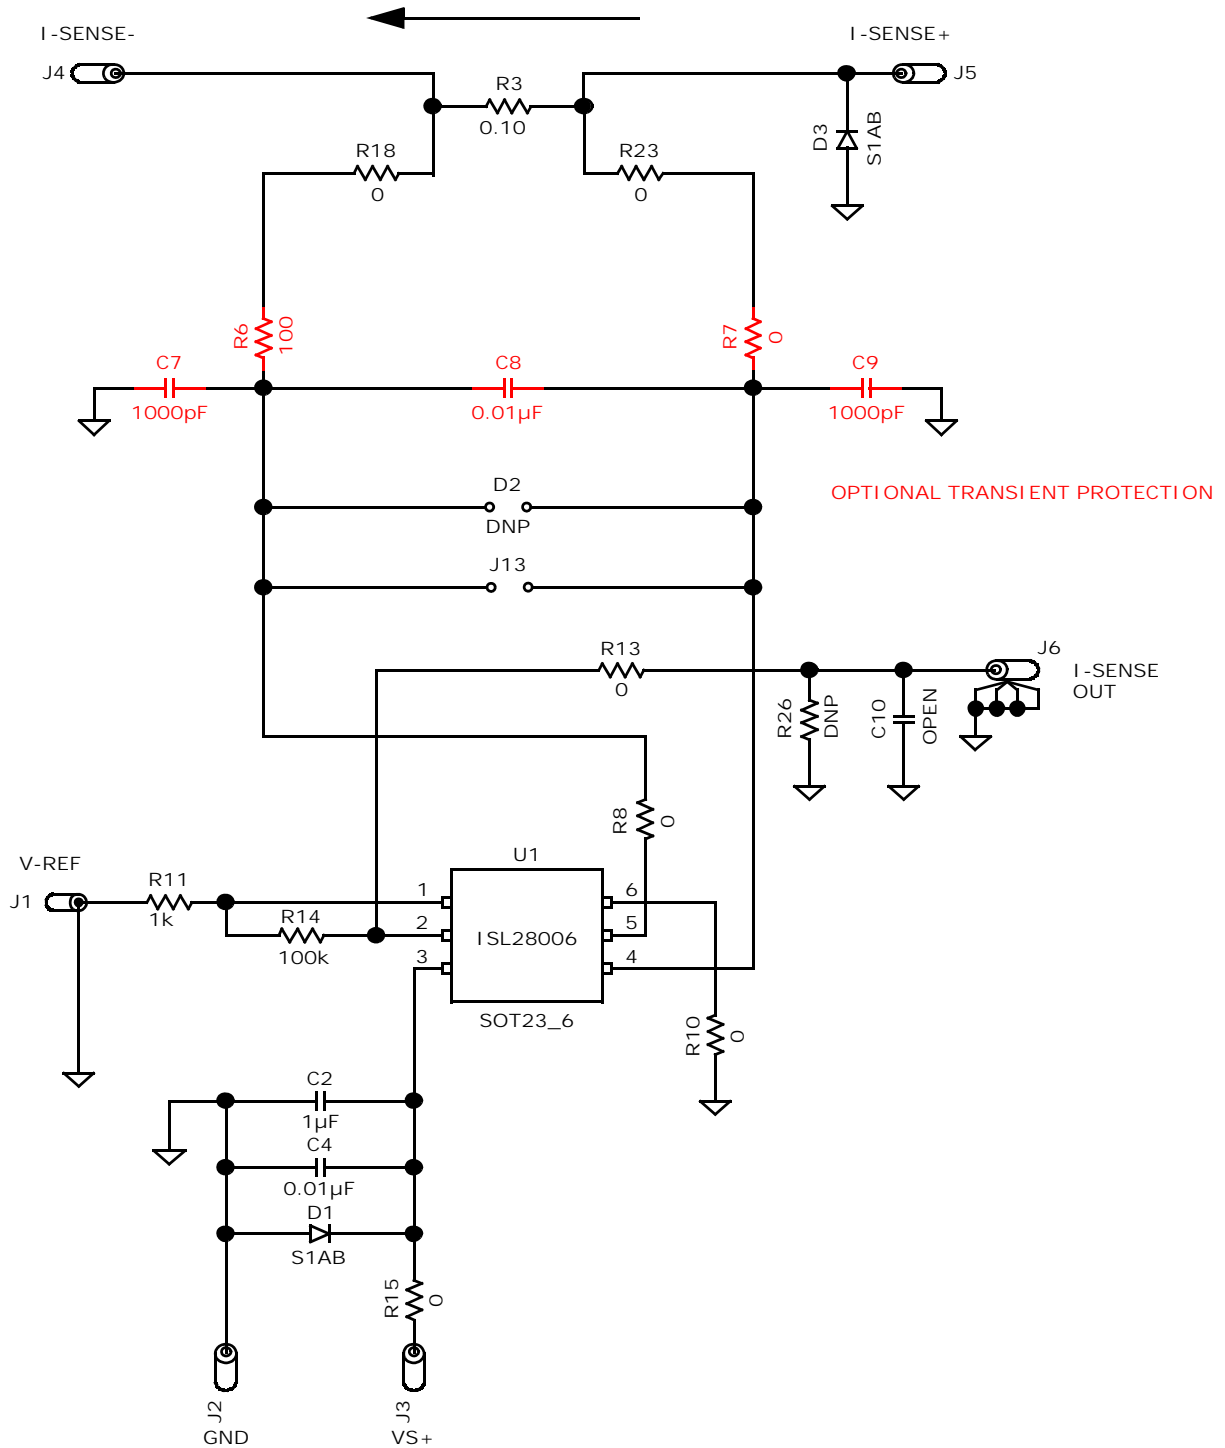 I-SENSE-
I-SENSE+
J4
J5
R3
0.10
D3
S1AB
R18
0
R23
0
R6
100
R7
0
C7
1000pF
C8
0.01µF
C9
1000pF
D2
DNP
OPTIONAL TRANSIENT PROTECTION
J13
R13
0
J6
I-SENSE
OUT
R26
DNP
C10
OPEN
R8
0
V-REF
J1
R11
1k
R14
100k
U1
1
2
3
ISL28006
6
5
4
SOT23_6
R10
0
C2
1µF
C4
0.01µF
D1
S1AB
R15
0
J2
GND
J3
VS+